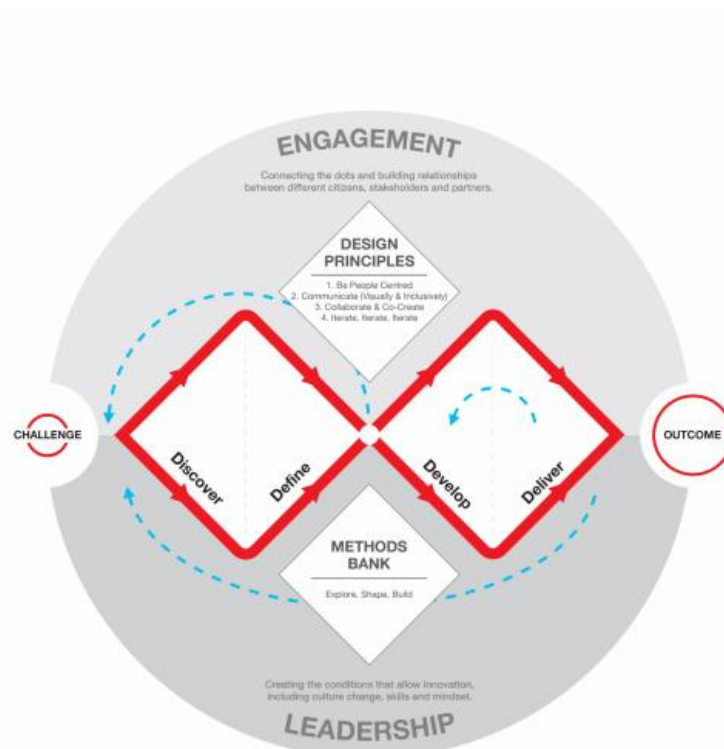 ENGAGEMENT
Connecting the dots and building relationships
between different citizens, stakeholders and partners.
DESIGN
PRINCIPLES
1. Be People Centred
2. Communicate (Visually & Inclusively)
3. Collaborate & Co-Create
4. Iterate, Iterate, Iterate
CHALLENGE
OUTCOME
Discover
Define
Develop
Deliver
METHODS
BANK
Explore, Shape, Build
Creating the conditions that allow innovation,
including culture change, skills and mindset.
LEADERSHIP